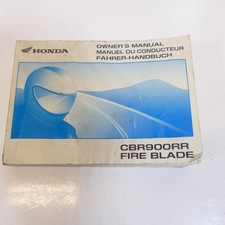 HONDA
OWNER'S MANUAL
MANUEL DU CONDUCTEUR
FAHRER-HANDBUCH
CBR900RR
FIRE BLADE